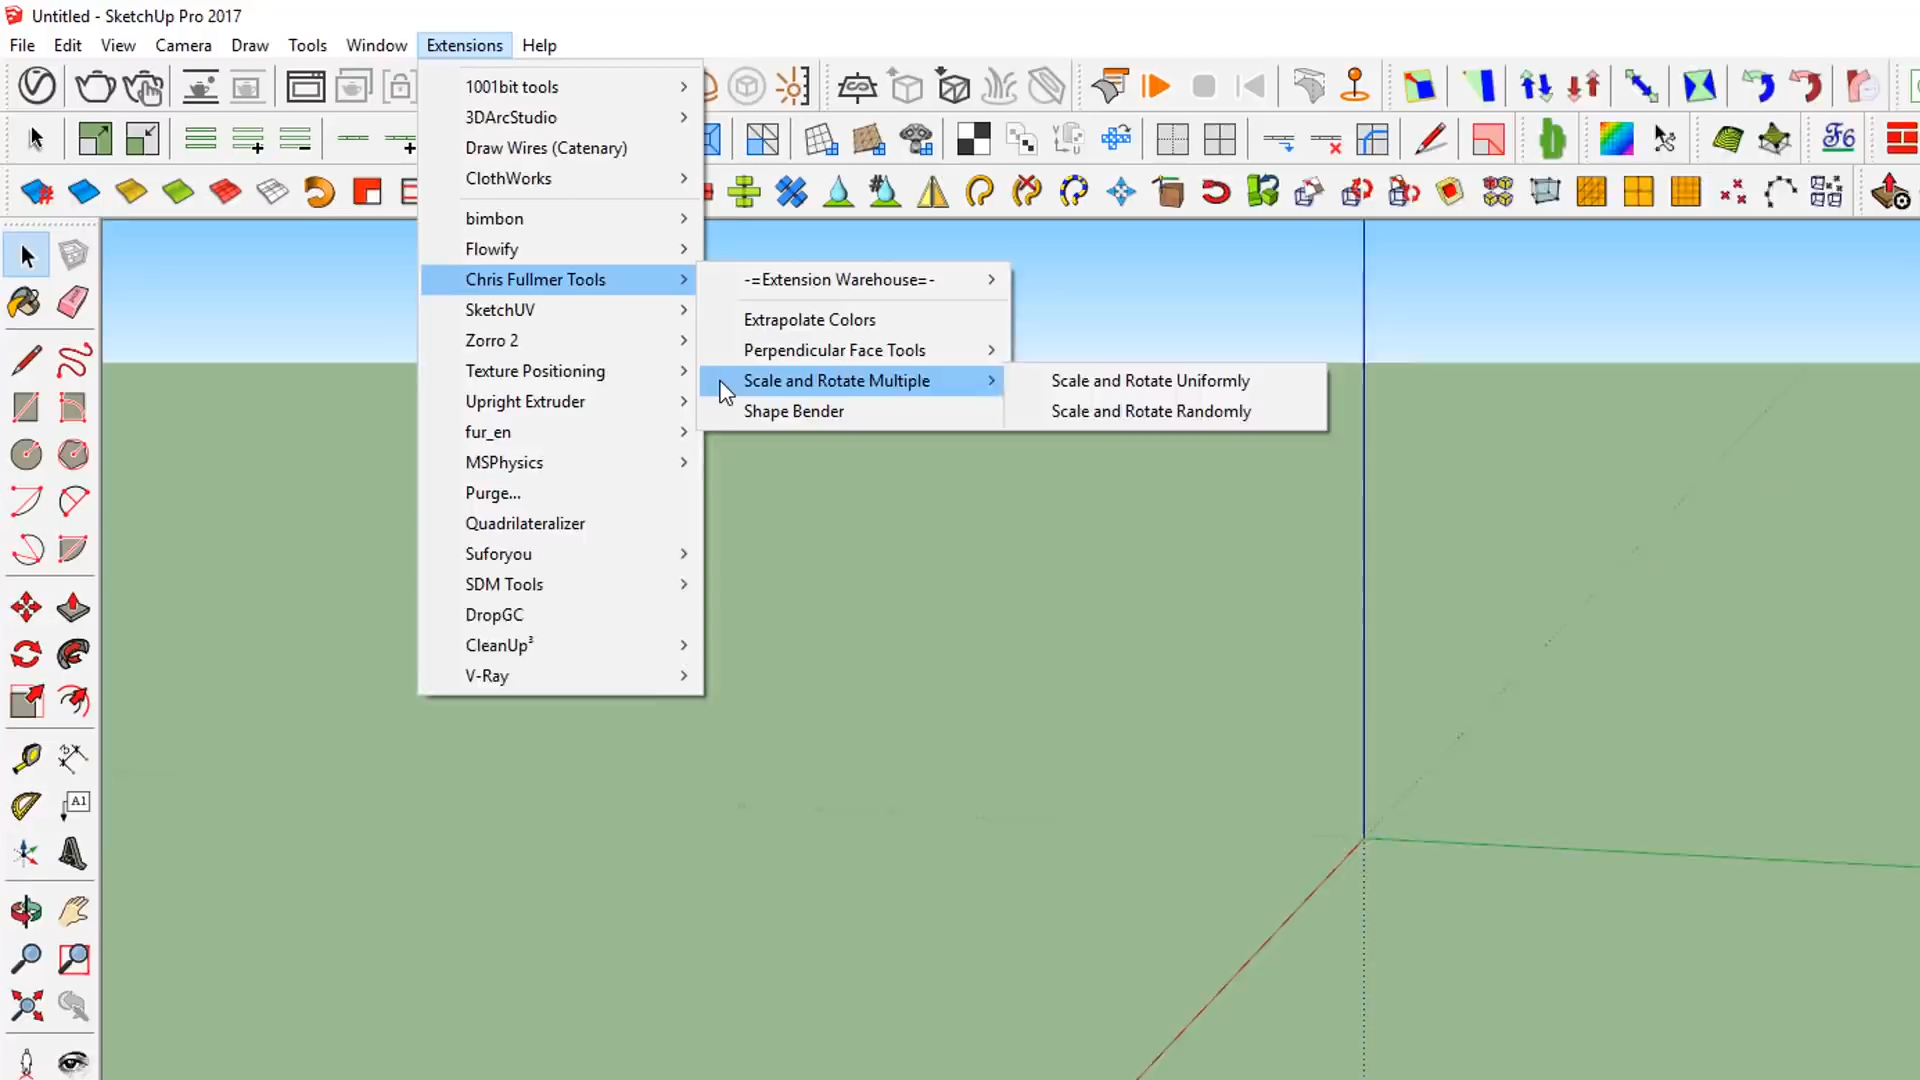 Untitled - SketchUp Pro 2017
File Edit View Camera Draw Tools Window Extensions Help
1001bit tools
3DArcStudio
Draw Wires (Catenary)
ClothWorks
F6
bimbon
Flowify
Chris Fullmer Tools
-=Extension Warehouse=-
SketchUV
Extrapolate Colors
Zorro 2
Perpendicular Face Tools
Texture Positioning
Scale and Rotate Multiple
Scale and Rotate Uniformly
Upright Extruder
Shape Bender
Scale and Rotate Randomly
fur_en
MSPhysics
Purge...
Quadrilateralizer
Suforyou
SDM Tools
DropGC
CleanUp³
V-Ray
A1